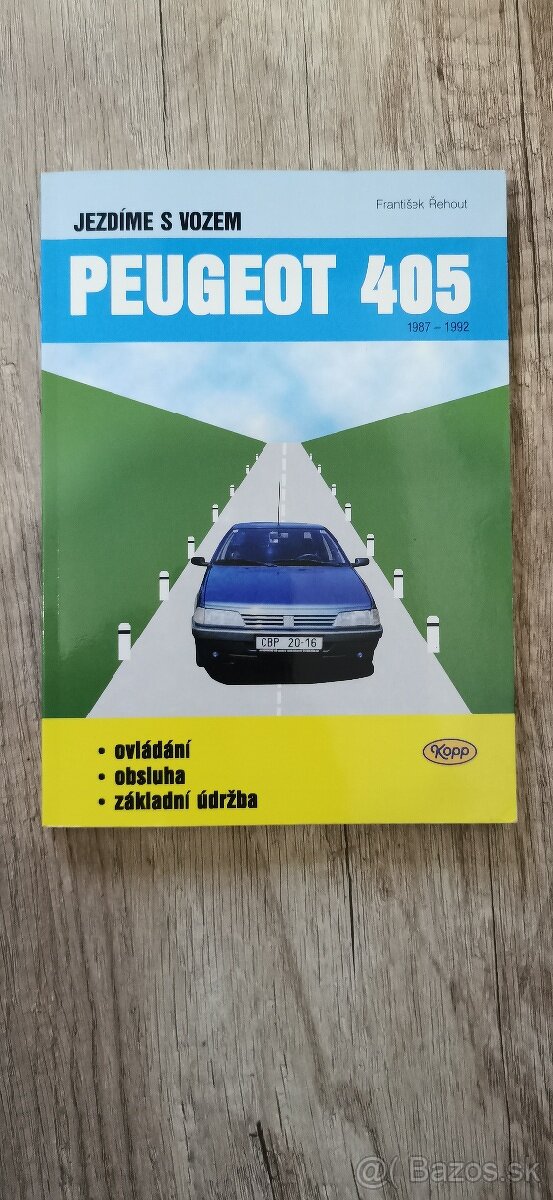 František Řehout
JEZDÍME S VOZEM
PEUGEOT 405
1987 – 1992
CBP 20-16
• ovládání
• obsluha
• základní údržba
Kopp
Bazos.sk